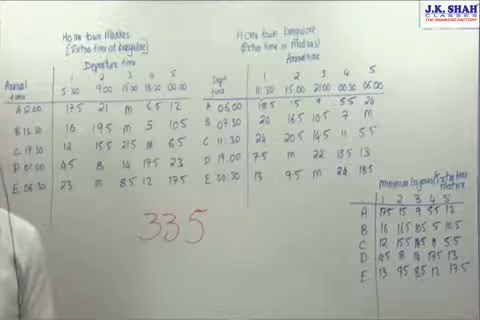 J.K. SHAH
CLASSES
Home town Madras
(Extra time at bangalore)
Departure time
Arrival time
1 2 3 4 5
5:30 9:00 15:00 18:30 00:00
A 12:00 17.5 21 M 6.5 12
B 12:30 16 19.5 M 5 10.5
C 17:30 12 15.5 21.5 M 6.5
D 01:00 4.5 8 14 17.5 23
E 06:30 23 M 8.5 12 17.5
Home town bangalore
(Extra time in Madras)
Arrival time
Dept time
1 2 3 4 5
11:30 15:00 21:00 00:30 06:00
A 06:00 18.5 15 9 5.5 24
B 07:30 20 16.5 10.5 7 M
C 11:30 24 20.5 14.5 11 5.5
D 19:00 7.5 M 22 18.5 13
E 00:30 13 9.5 M 24 18.5
335
Minimum
matrix
1 2 3 4 5
A 17.5 15 9 5.5 12
B 16 16.5 10.5 5 10.5
C 12 15.5 14.5 5.5
D 4.5 8 14 17.5 13
E 13 9.5 8.5 12 17.5